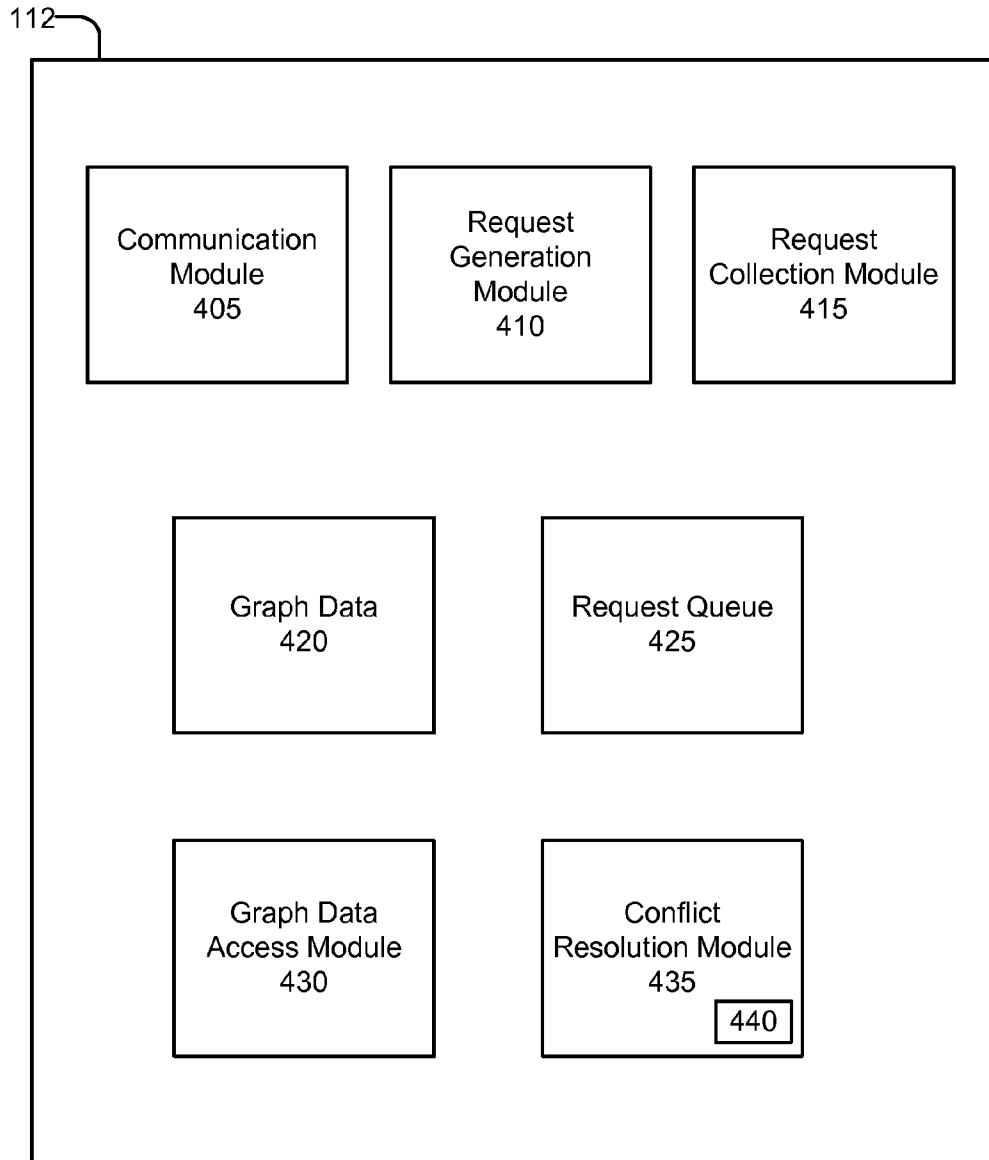 112
Communication
Module
405
Request
Generation
Module
410
Request
Collection Module
415
Graph Data
420
Request Queue
425
Graph Data
Access Module
430
Conflict
Resolution Module
435
440